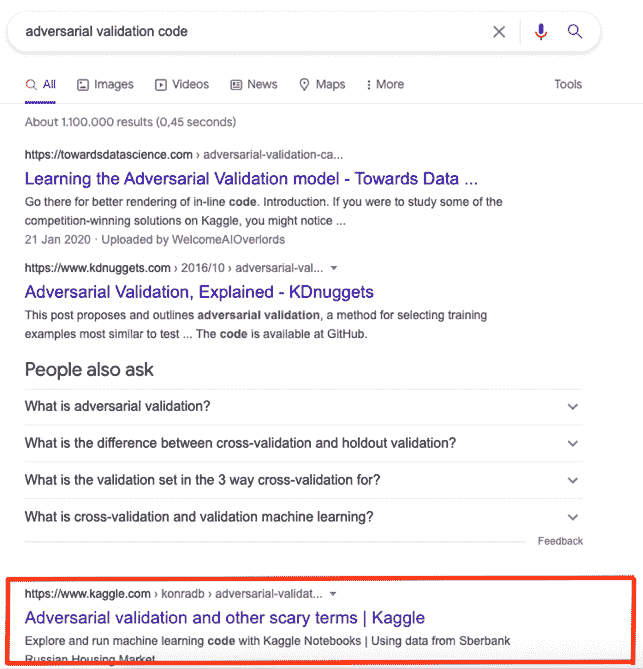 adversarial validation code
All Images Videos News Maps More Tools
About 1.100.000 results (0,45 seconds)
https://towardsdatascience.com › adversarial-validation-ca...
Learning the Adversarial Validation model - Towards Data ...
Go there for better rendering of in-line code. Introduction. If you were to study some of the
competition-winning solutions on Kaggle, you might notice ...
21 Jan 2020 · Uploaded by WelcomeAIOverlords
https://www.kdnuggets.com › 2016/10 › adversarial-val...
Adversarial Validation, Explained - KDnuggets
This post proposes and outlines adversarial validation, a method for selecting training
examples most similar to test ... The code is available at GitHub.
People also ask
What is adversarial validation?
What is the difference between cross-validation and holdout validation?
What is the validation set in the 3 way cross-validation for?
What is cross-validation and validation machine learning?
Feedback
https://www.kaggle.com › konradb › adversarial-validat...
Adversarial validation and other scary terms | Kaggle
Explore and run machine learning code with Kaggle Notebooks | Using data from Sberbank
Russian Housing Market